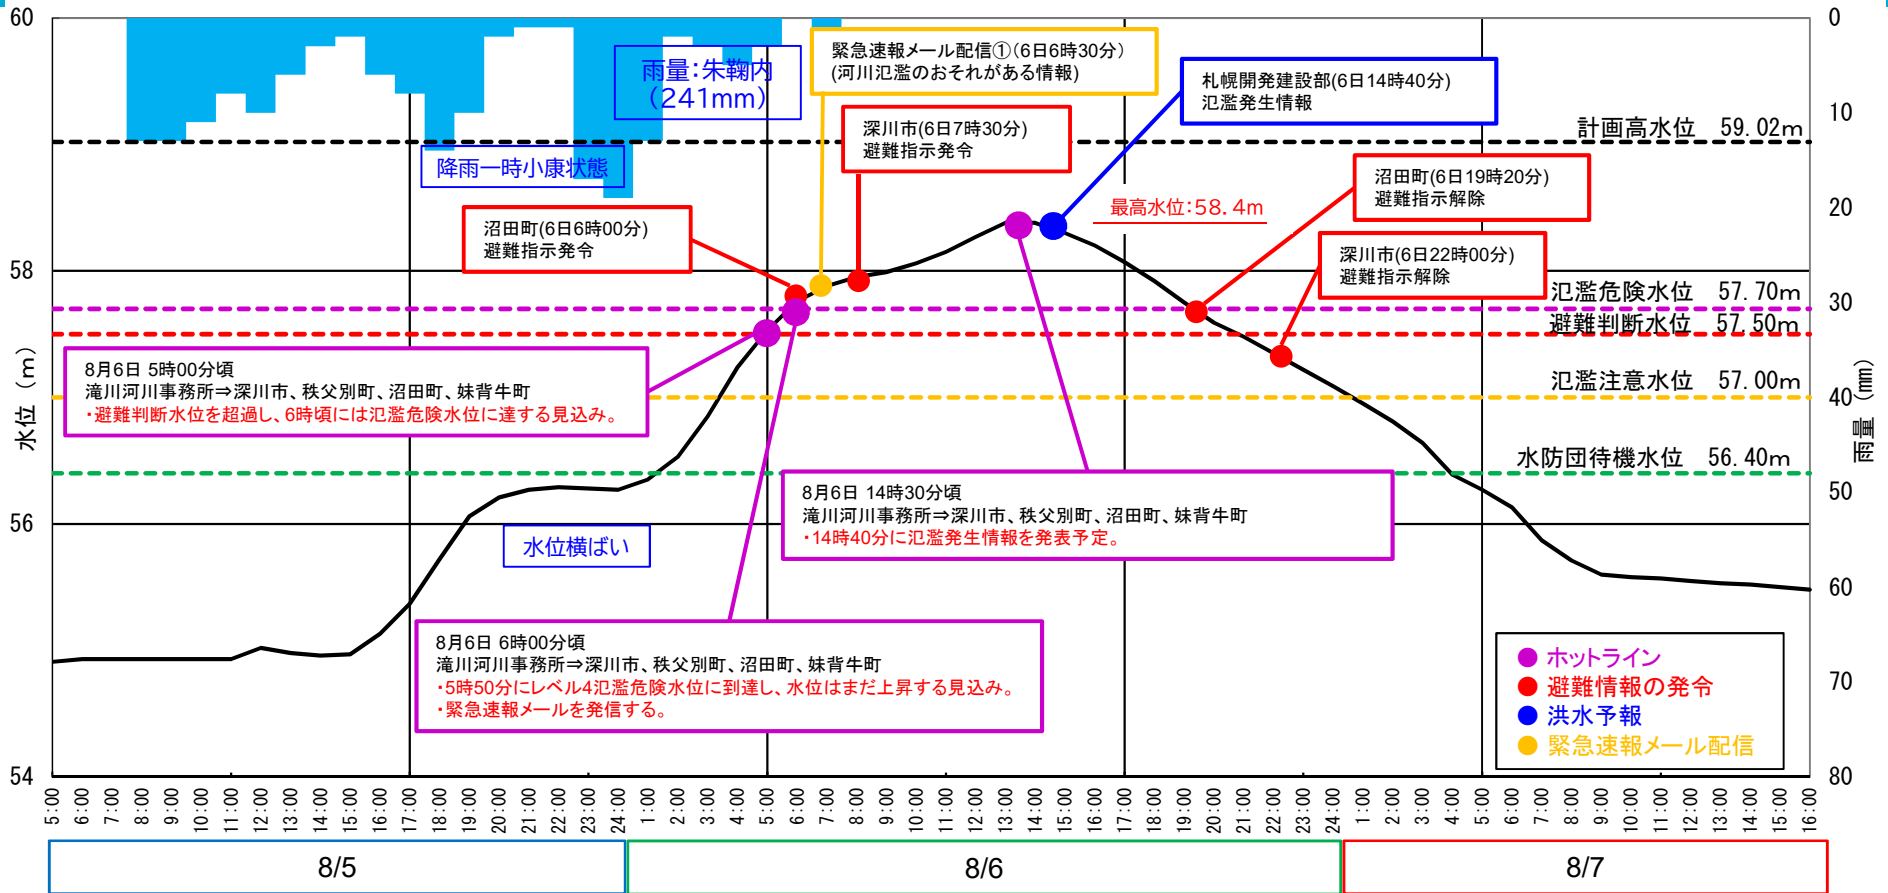 60
58
56
54
水位 (m)
0
10
20
30
40
50
60
70
80
雨量 (㎜)
雨量：朱鞠内
（241mm）
降雨一時小康状態
緊急速報メール配信①（6日6時30分）
(河川氾濫のおそれがある情報)
深川市(6日7時30分)
避難指示発令
札幌開発建設部(6日14時40分)
氾濫発生情報
計画高水位 59.02m
沼田町(6日6時00分)
避難指示発令
最高水位：58.4m
沼田町(6日19時20分)
避難指示解除
深川市(6日22時00分)
避難指示解除
氾濫危険水位 57.70m
避難判断水位 57.50m
氾濫注意水位 57.00m
水防団待機水位 56.40m
8月6日 5時00分頃
滝川河川事務所⇒深川市、秩父別町、沼田町、妹背牛町
・避難判断水位を超過し、6時頃には氾濫危険水位に達する見込み。
水位横ばい
8月6日 14時30分頃
滝川河川事務所⇒深川市、秩父別町、沼田町、妹背牛町
・14時40分に氾濫発生情報を発表予定。
8月6日 6時00分頃
滝川河川事務所⇒深川市、秩父別町、沼田町、妹背牛町
・5時50分にレベル4氾濫危険水位に到達し、水位はまだ上昇する見込み。
・緊急速報メールを発信する。
ホットライン
避難情報の発令
洪水予報
緊急速報メール配信
5:00
6:00
7:00
8:00
9:00
10:00
11:00
12:00
13:00
14:00
15:00
16:00
17:00
18:00
19:00
20:00
21:00
22:00
23:00
24:00
1:00
2:00
3:00
4:00
5:00
6:00
7:00
8:00
9:00
10:00
11:00
12:00
13:00
14:00
15:00
16:00
17:00
18:00
19:00
20:00
21:00
22:00
23:00
24:00
1:00
2:00
3:00
4:00
5:00
6:00
7:00
8:00
9:00
10:00
11:00
12:00
13:00
14:00
15:00
16:00
8/5
8/6
8/7